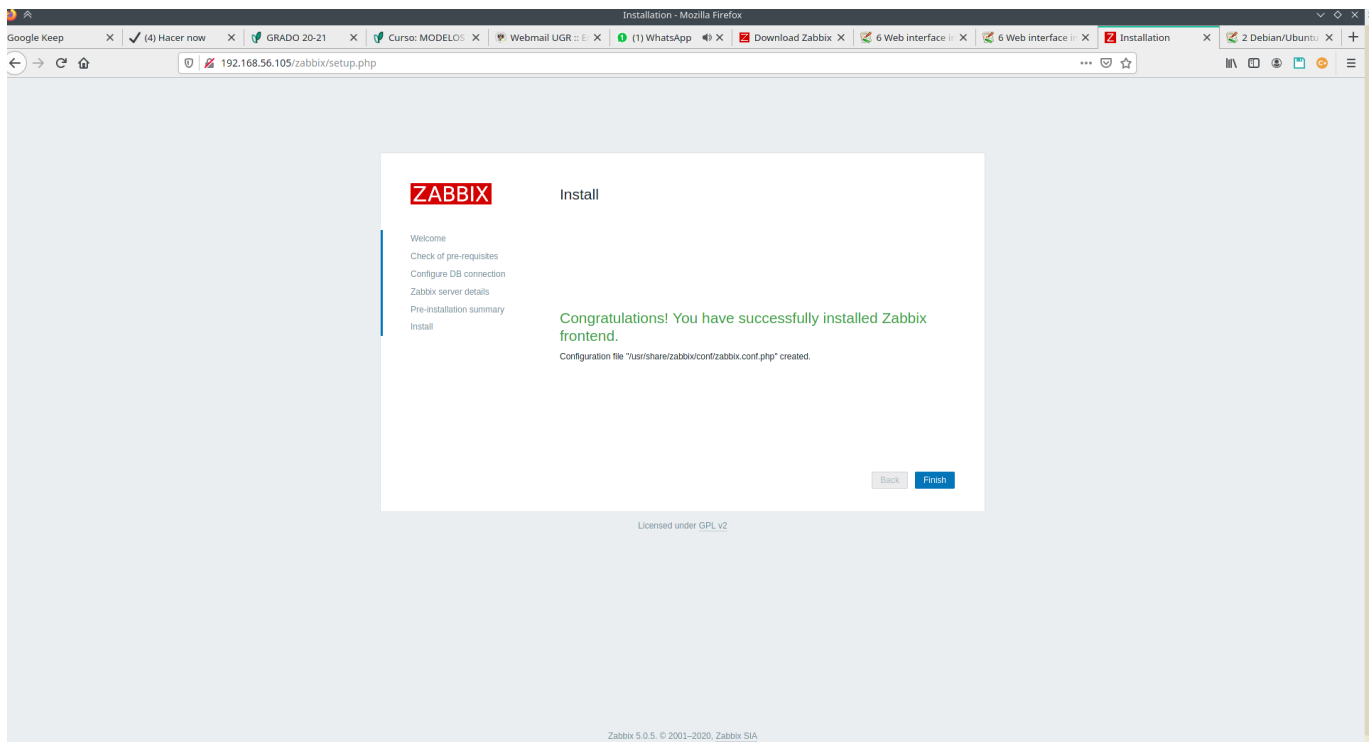 Installation - Mozilla Firefox
Google Keep (4) Hacer now GRADO 20-21 Curso: MODELOS Webmail UGR :: E (1) WhatsApp Download Zabbix 6 Web interface in 6 Web interface in Z Installation 2 Debian/Ubuntu
192.168.56.105/zabbix/setup.php
ZABBIX
Install
Welcome
Check of pre-requisites
Configure DB connection
Zabbix server details
Pre-installation summary
Install
Congratulations! You have successfully installed Zabbix
frontend.
Configuration file "/usr/share/zabbix/conf/zabbix.conf.php" created.
Back Finish
Licensed under GPL v2
Zabbix 5.0.5. © 2001–2020, Zabbix SIA